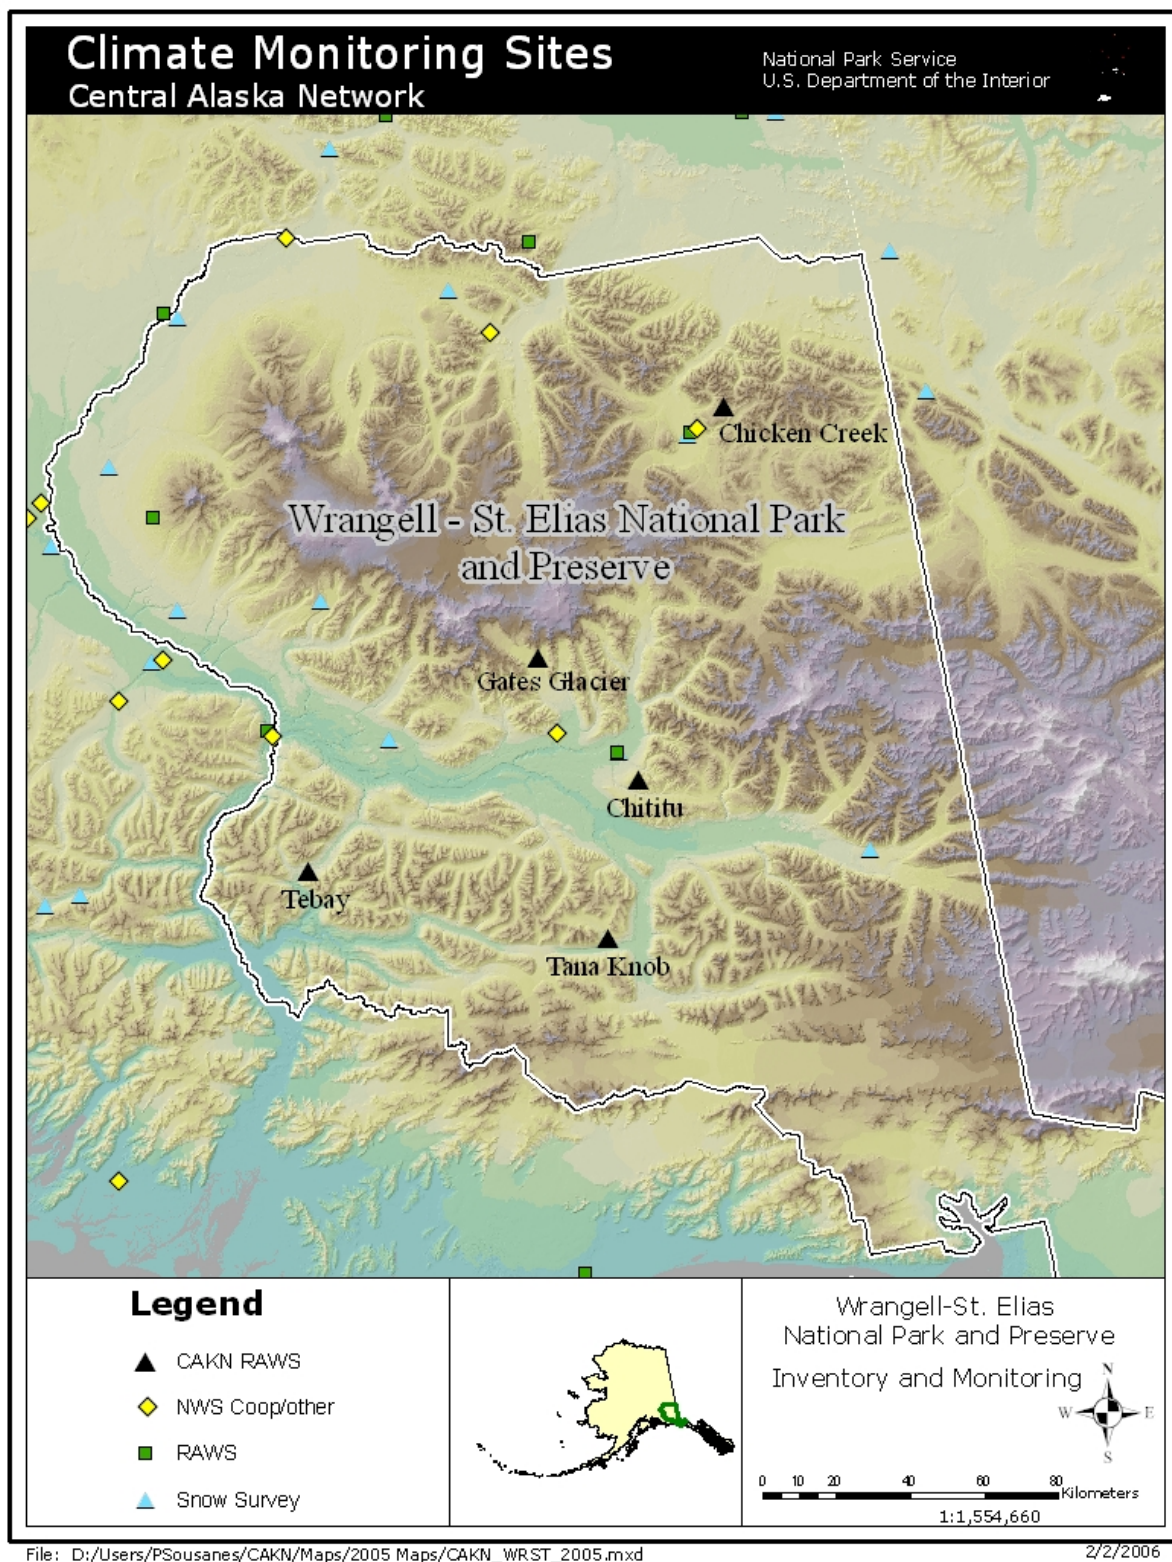 Climate Monitoring Sites
Central Alaska Network
National Park Service
U.S. Department of the Interior
Chicken Creek
Wrangell - St. Elias National Park
and Preserve
Gates Glacier
Chititu
Tebay
Tana Knob
Legend
CAKN RAWS
NWS Coop/other
RAWS
Snow Survey
Wrangell-St. Elias
National Park and Preserve
Inventory and Monitoring
N
W E
S
0 10 20 40 60 80
Kilometers
1:1,554,660
File: D:/Users/PSousanes/CAKN/Maps/2005 Maps/CAKN_WRST_2005.mxd
2/2/2006